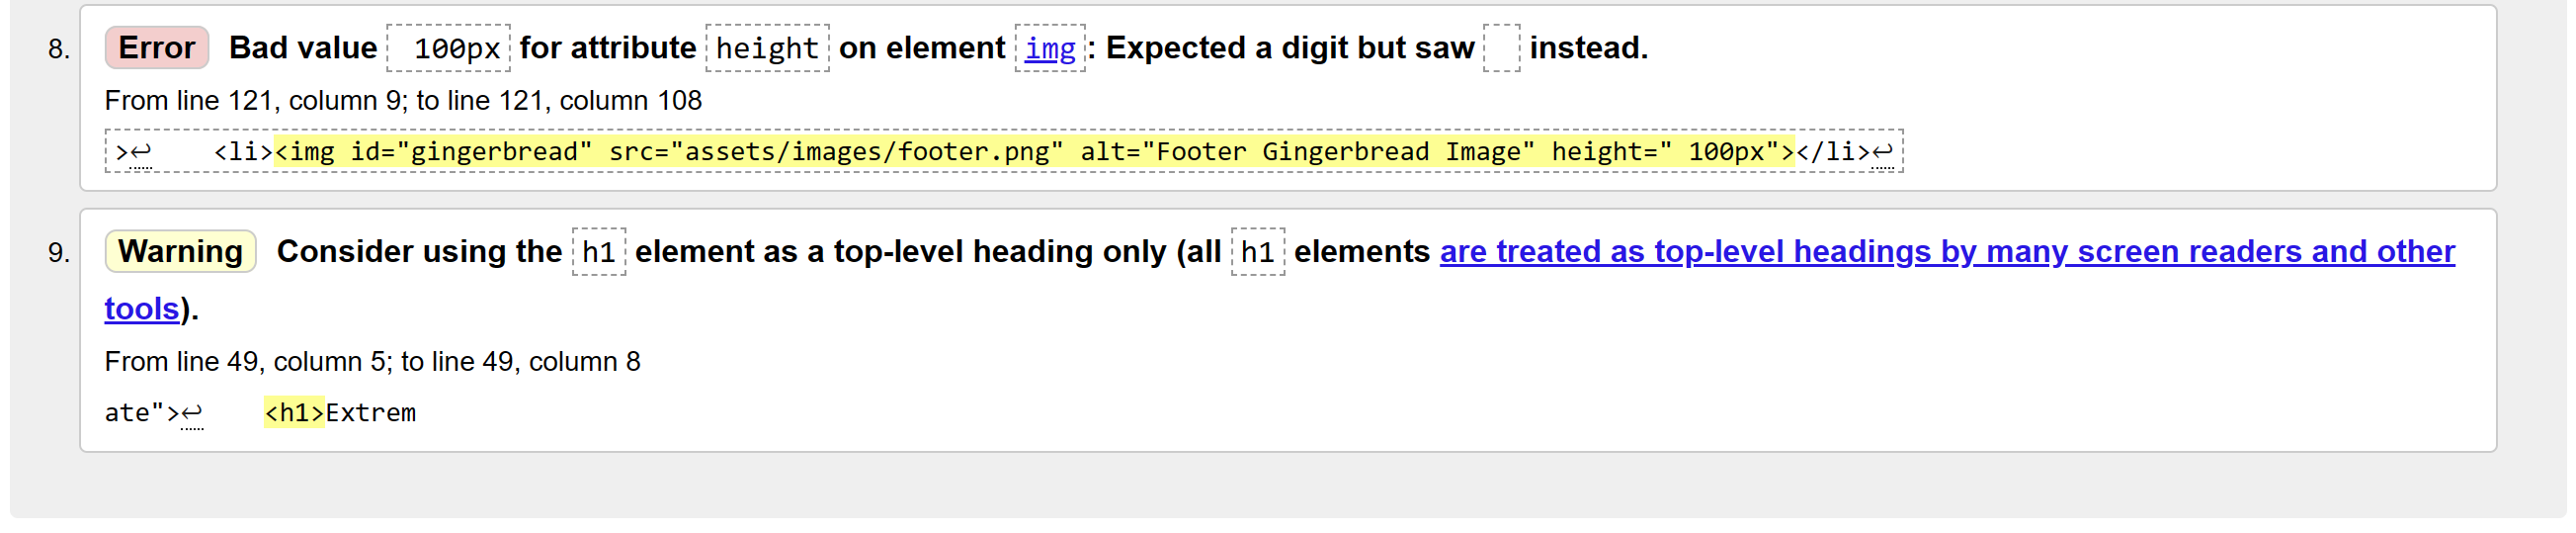 8. Error Bad value  100px for attribute height on element img: Expected a digit but saw   instead.
From line 121, column 9; to line 121, column 108
>↩    <li><img id="gingerbread" src="assets/images/footer.png" alt="Footer Gingerbread Image" height=" 100px"></li>↩
9. Warning Consider using the h1 element as a top-level heading only (all h1 elements are treated as top-level headings by many screen readers and other
tools).
From line 49, column 5; to line 49, column 8
ate">↩    <h1>Extrem